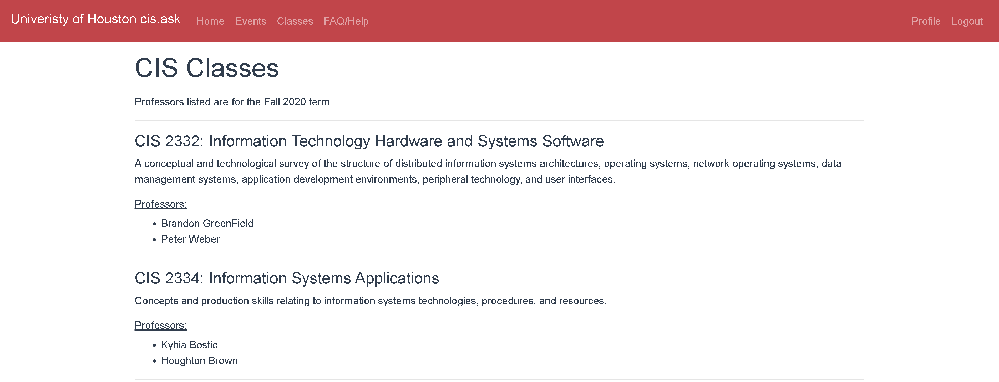 Univeristy of Houston cis.ask Home Events Classes FAQ/Help Profile Logout
CIS Classes
Professors listed are for the Fall 2020 term
CIS 2332: Information Technology Hardware and Systems Software
A conceptual and technological survey of the structure of distributed information systems architectures, operating systems, network operating systems, data
management systems, application development environments, peripheral technology, and user interfaces.
Professors:
• Brandon GreenField
• Peter Weber
CIS 2334: Information Systems Applications
Concepts and production skills relating to information systems technologies, procedures, and resources.
Professors:
• Kyhia Bostic
• Houghton Brown